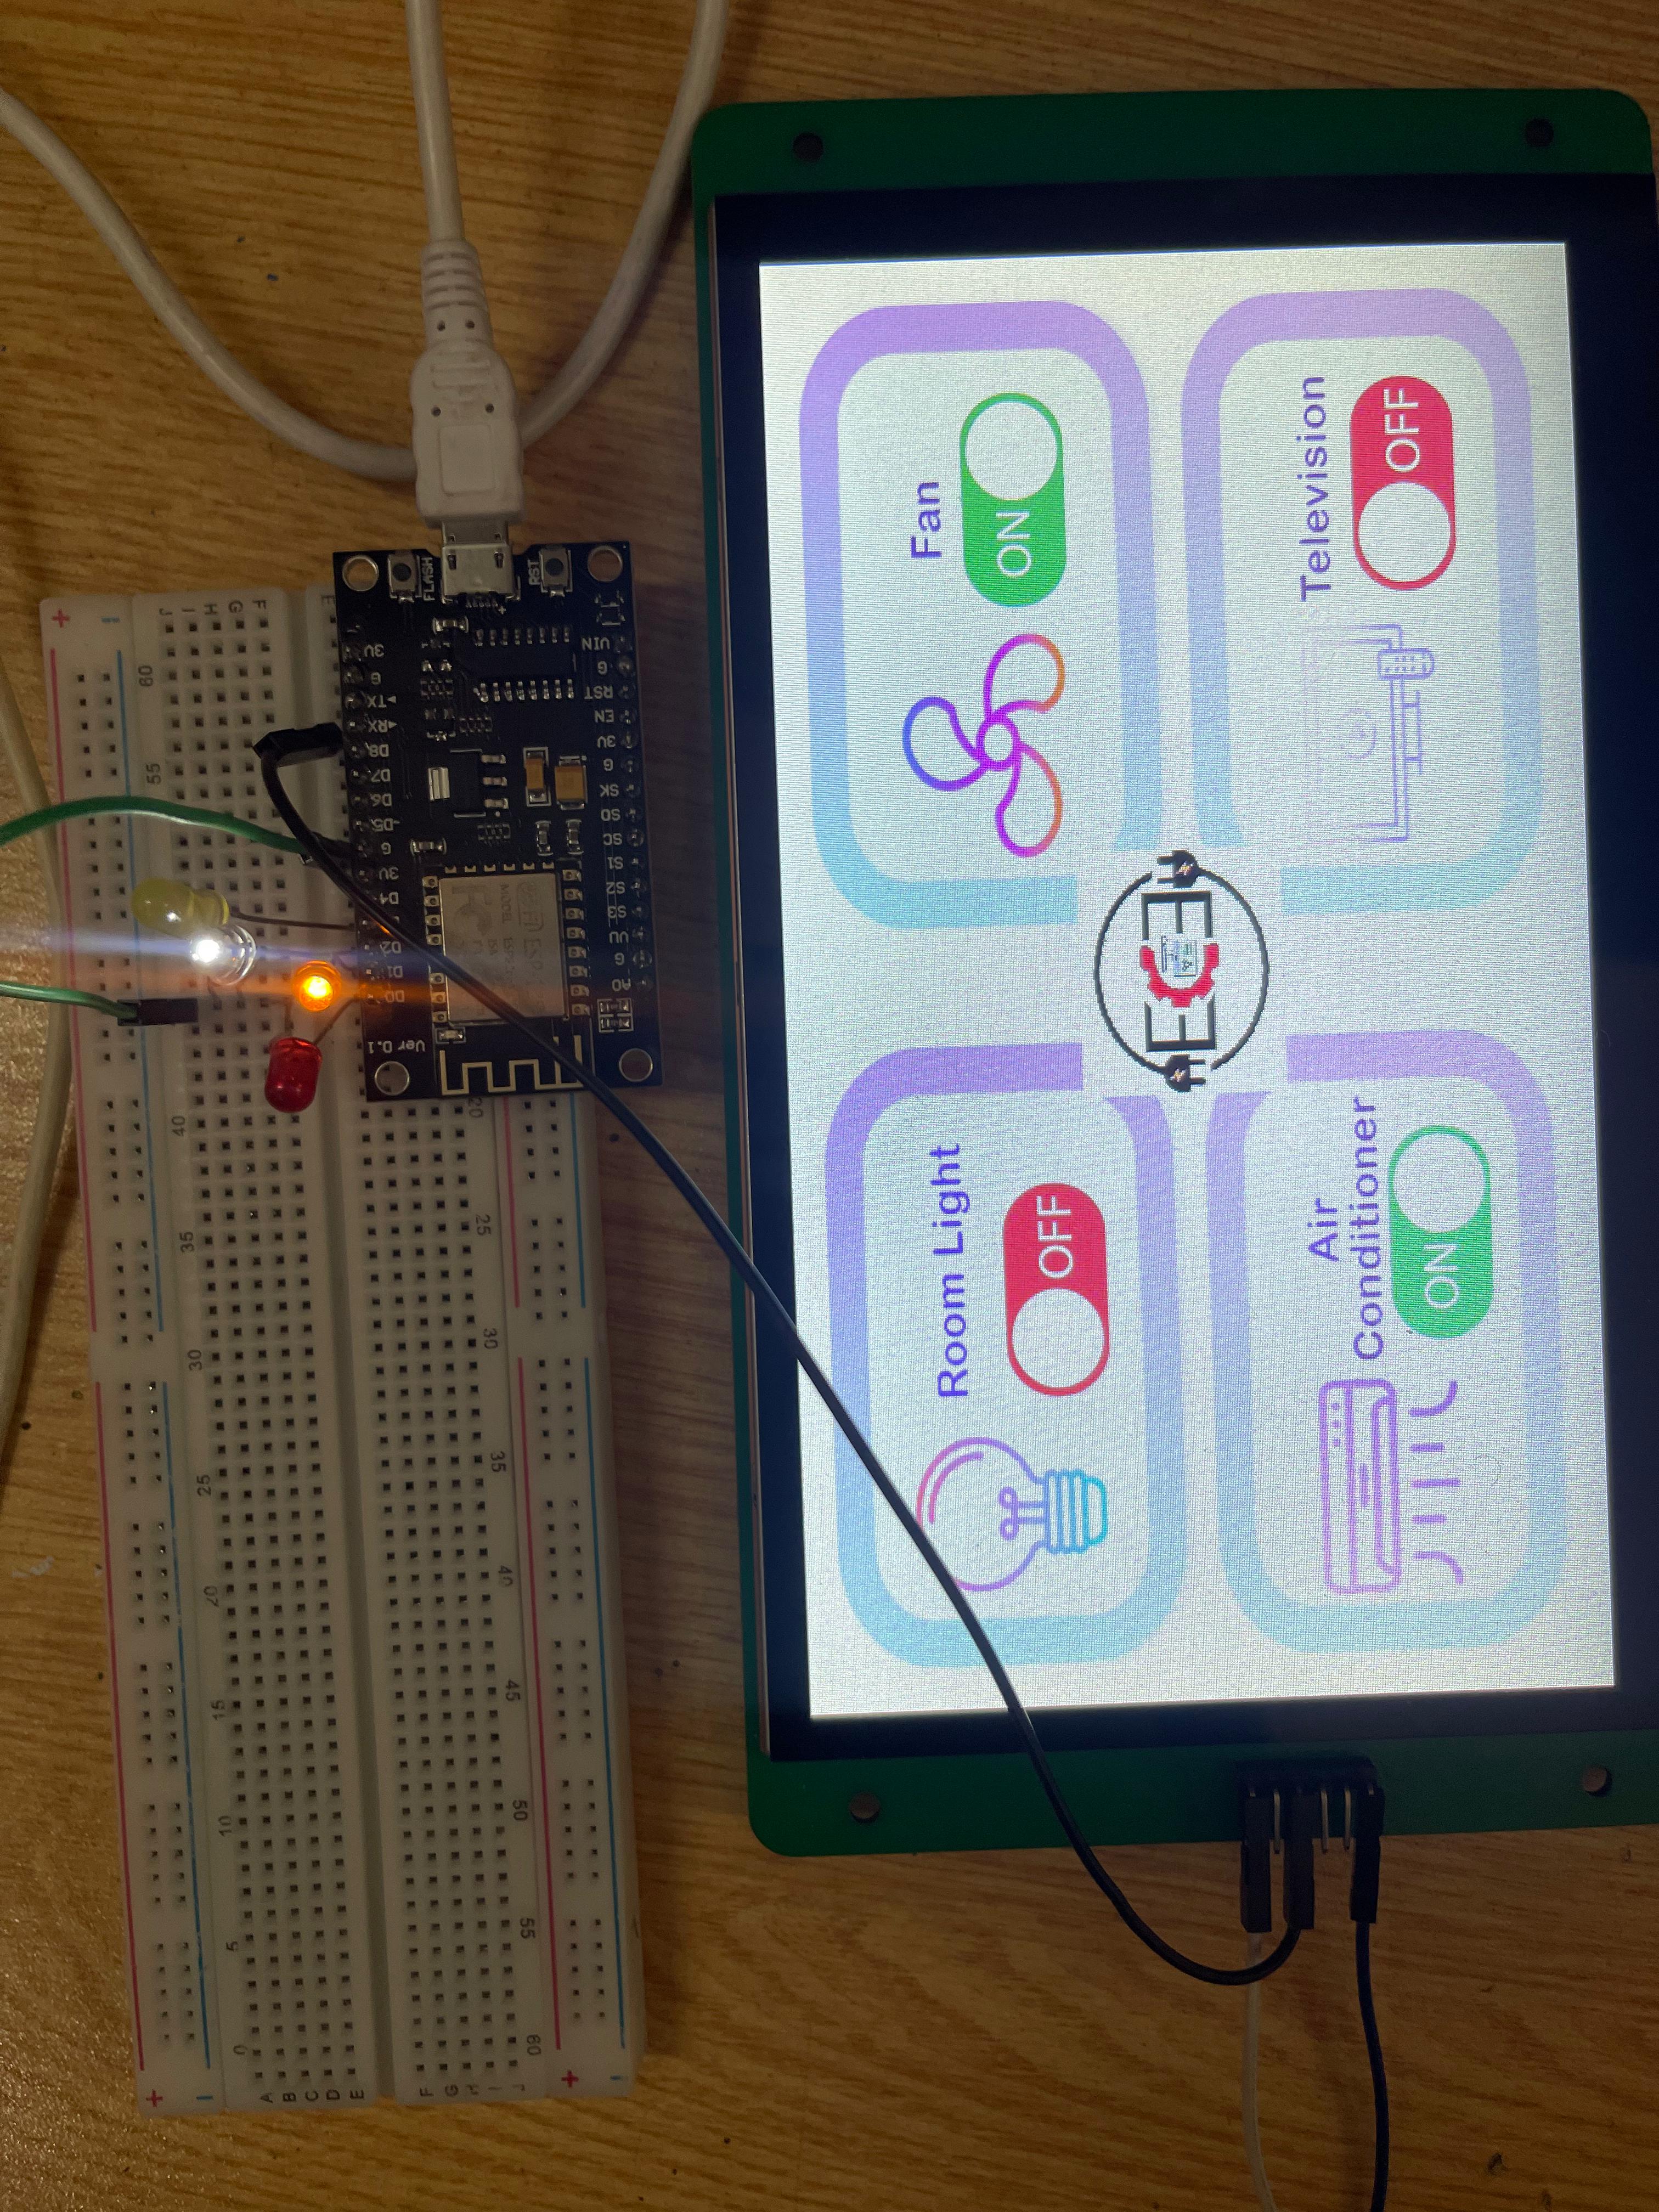 Room Light
OFF
Fan
ON
Air
Conditioner
ON
Television
OFF
EEE
FLASH
RST
3V
G
TX
RX
D8
D7
D6
D5
G
3V
D4
D2
D1
D0
VIN
G
RST
EN
3V
G
SK
SO
SC
S1
S2
S3
VU
G
Ver 0.1
J
I
H
G
F
E
60
55
40
35
30
25
20
15
10
5
0
20
25
30
35
40
45
50
55
60
A
B
C
D
E
F
G
H
I
J